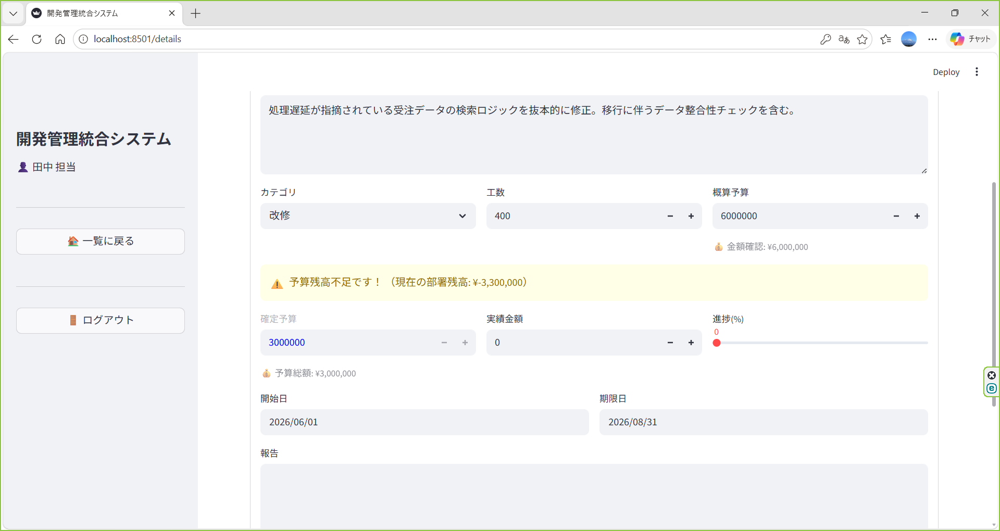 開発管理統合システム
localhost:8501/details
チャット
Deploy
開発管理統合システム
田中 担当
一覧に戻る
ログアウト
処理遅延が指摘されている受注データの検索ロジックを抜本的に修正。移行に伴うデータ整合性チェックを含む。
カテゴリ 工数 概算予算
改修 400 6000000
金額確認: ¥6,000,000
予算残高不足です！ （現在の部署残高: ¥-3,300,000）
確定予算 実績金額 進捗(%)
0
3000000 0
予算総額: ¥3,000,000
開始日 期限日
2026/06/01 2026/08/31
報告